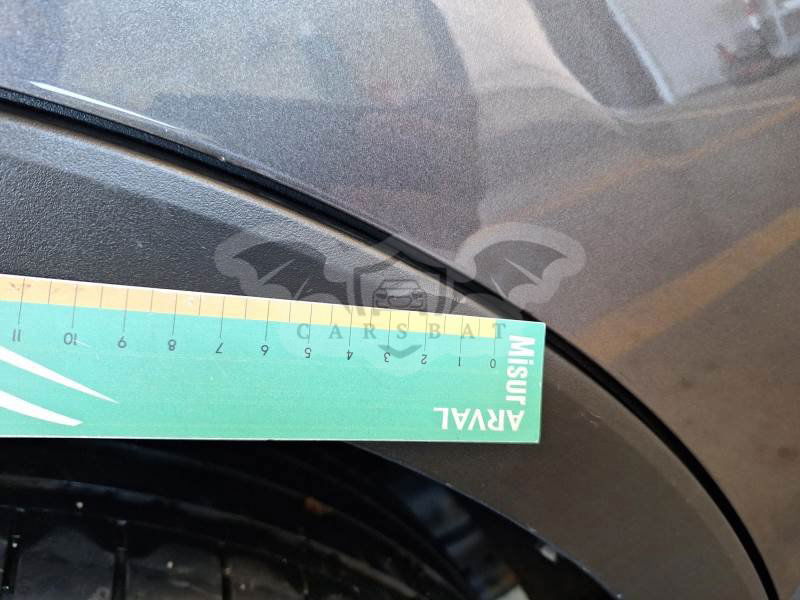 CARSBAT
11 10 9 8 7 6 5 4 3 2 1 0
Misur
ARVAL